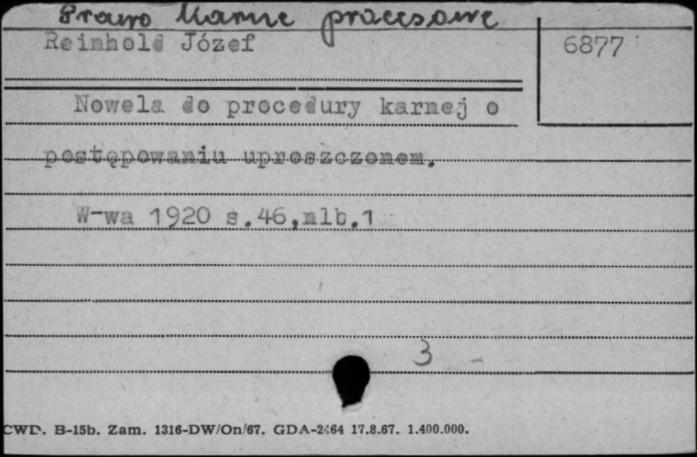 Prawo Karne procesowe
Reinhold Józef
6877
Nowela do procedury karnej o
postępowaniu uproszczonem.
W-wa 1920 s.46,nlb.1
3
CWD. B-15b. Zam. 1316-DW/On/67. GDA-2464 17.8.67. 1.400.000.